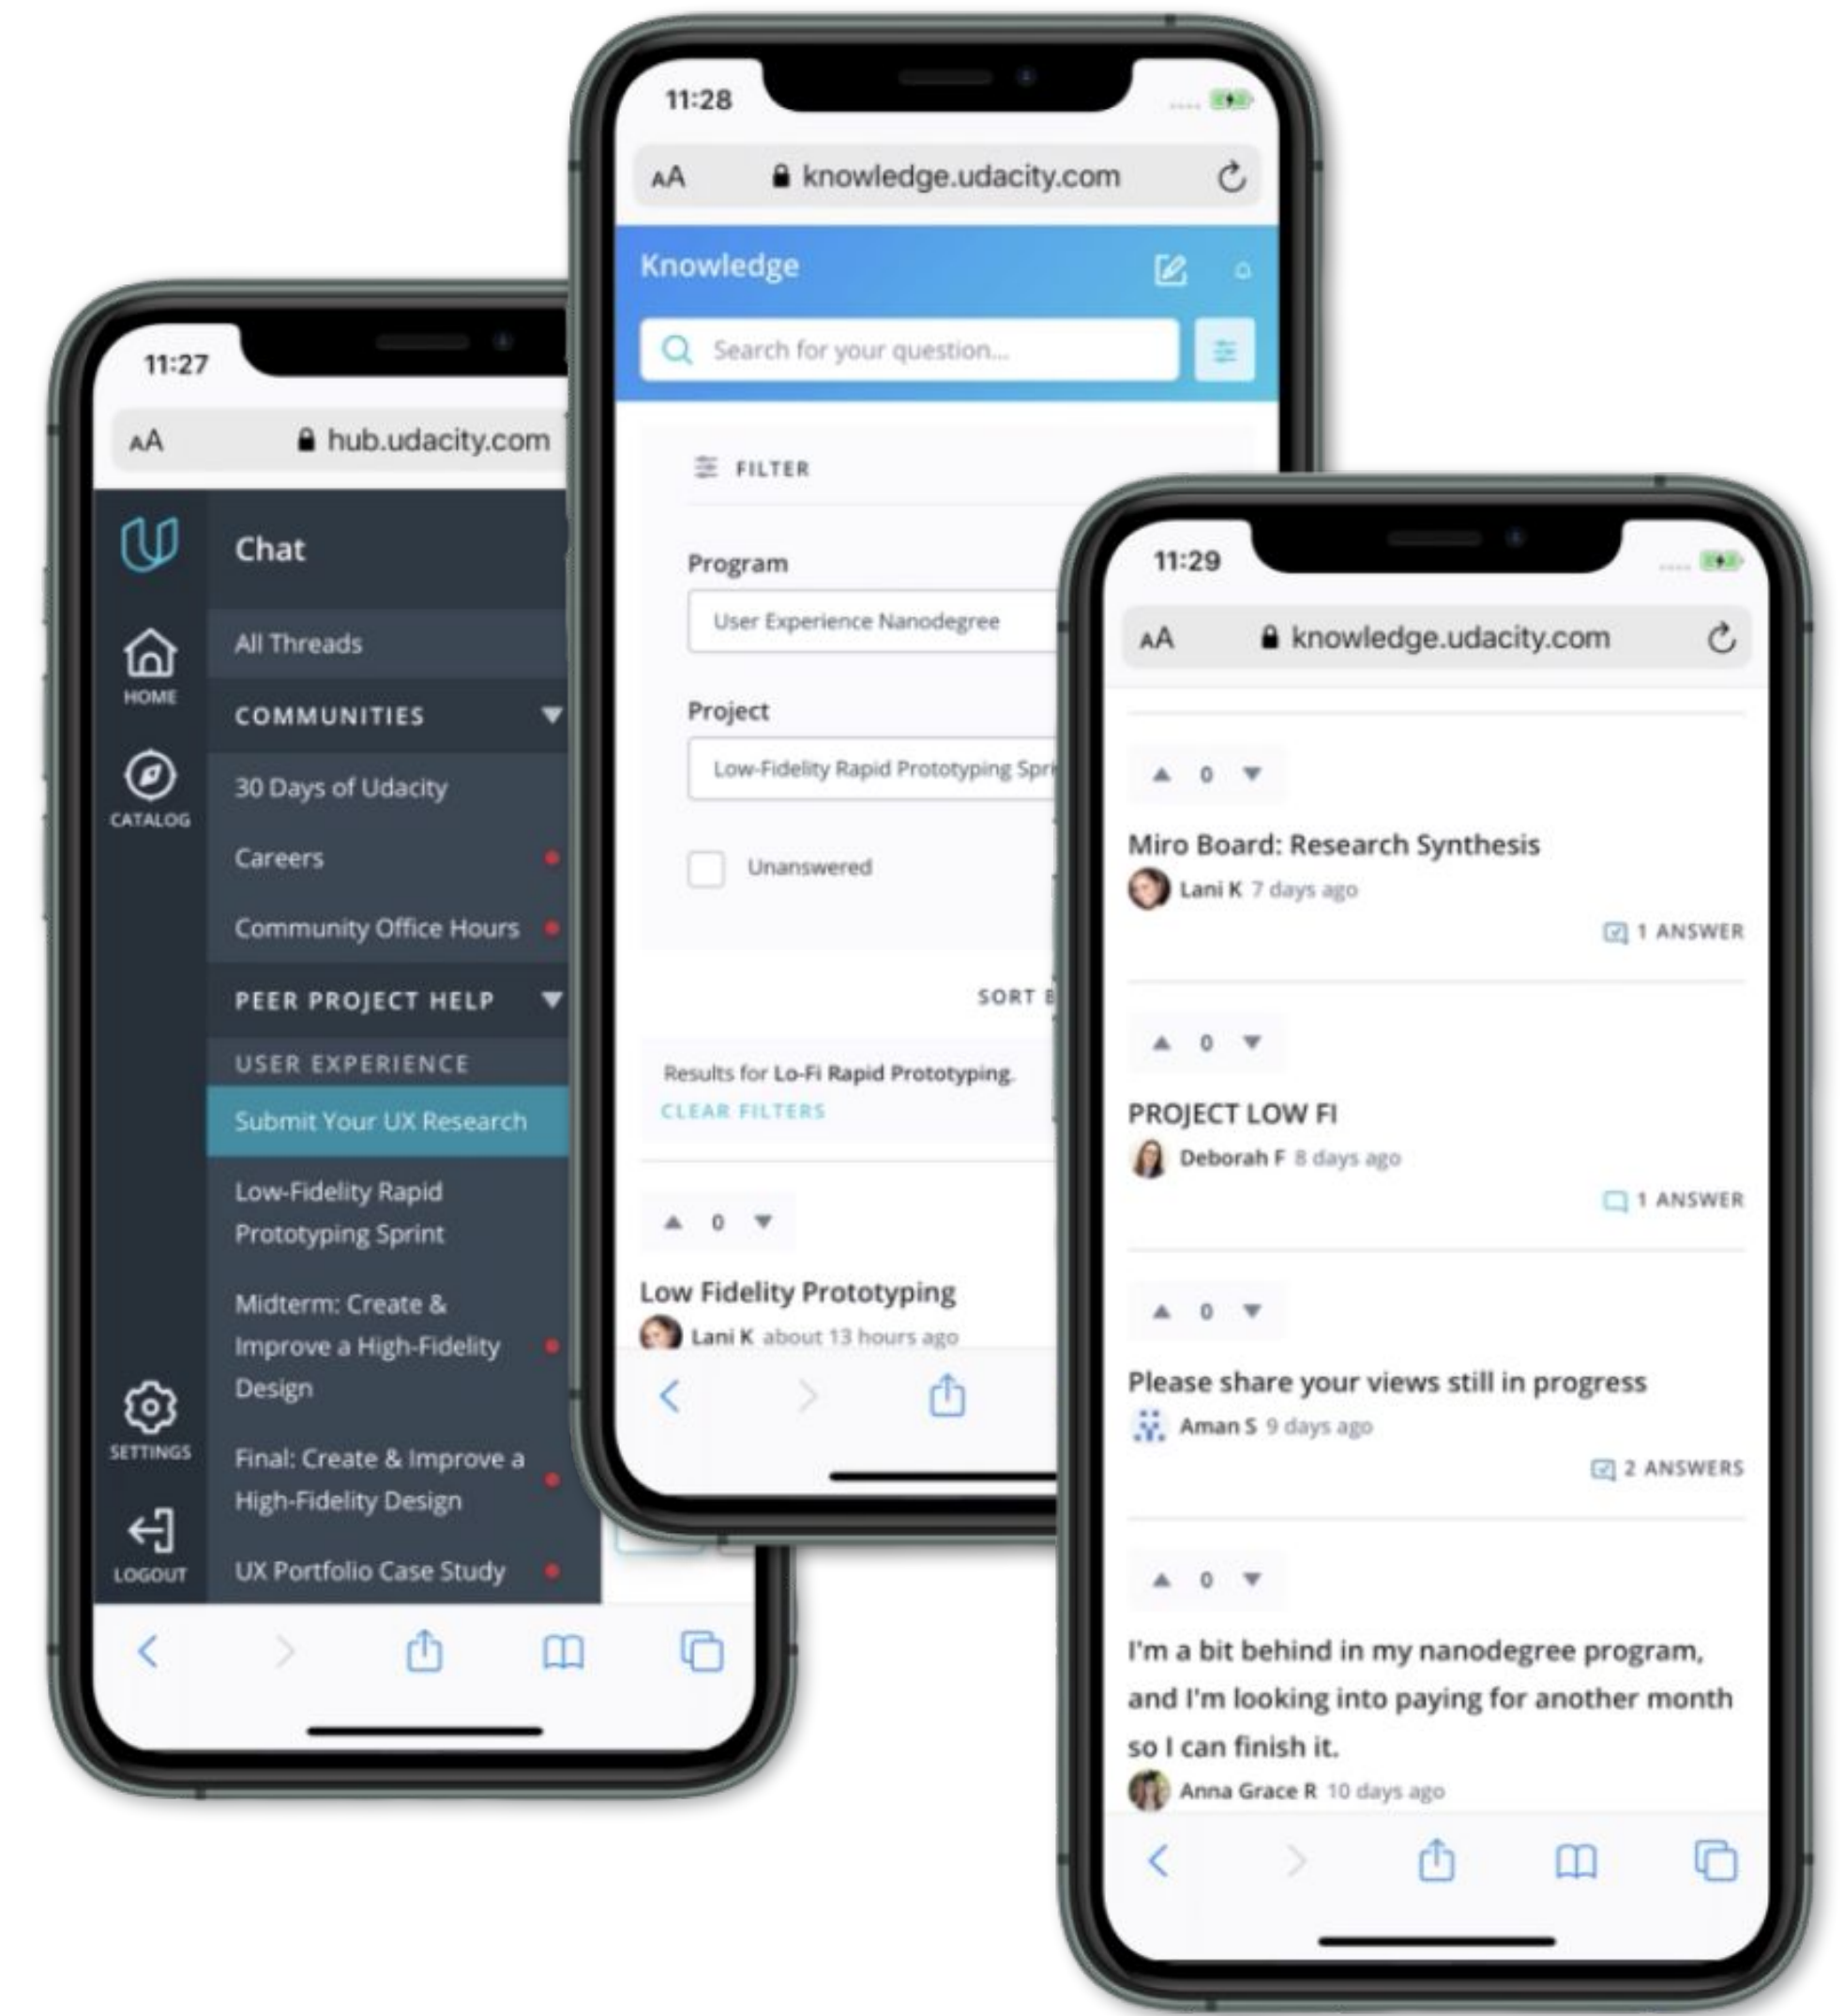 11:27
AA hub.udacity.com
Chat
All Threads
HOME
COMMUNITIES
CATALOG
30 Days of Udacity
Careers
Community Office Hours
PEER PROJECT HELP
USER EXPERIENCE
Submit Your UX Research
Low-Fidelity Rapid
Prototyping Sprint
Midterm: Create &
Improve a High-Fidelity
Design
SETTINGS
Final: Create & Improve a
High-Fidelity Design
LOGOUT
UX Portfolio Case Study
11:28
AA knowledge.udacity.com
Knowledge
Search for your question...
FILTER
Program
User Experience Nanodegree
Project
Low-Fidelity Rapid Prototyping
Unanswered
SORT
Results for Lo-Fi Rapid Prototyping.
CLEAR FILTERS
0
Low Fidelity Prototyping
Lani K about 13 hours ago
11:29
AA knowledge.udacity.com
0
Miro Board: Research Synthesis
Lani K 7 days ago
1 ANSWER
0
PROJECT LOW FI
Deborah F 8 days ago
1 ANSWER
0
Please share your views still in progress
Aman S 9 days ago
2 ANSWERS
0
I'm a bit behind in my nanodegree program,
and I'm looking into paying for another month
so I can finish it.
Anna Grace R 10 days ago